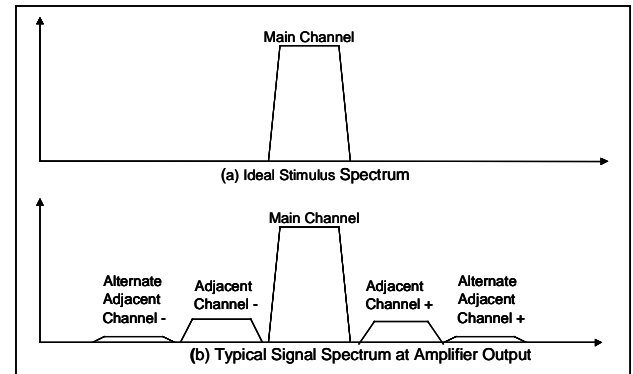 Main Channel
(a) Ideal Stimulus Spectrum
Main Channel
Alternate
Adjacent
Channel -
Adjacent
Channel -
Adjacent
Channel +
Alternate
Adjacent
Channel +
(b) Typical Signal Spectrum at Amplifier Output